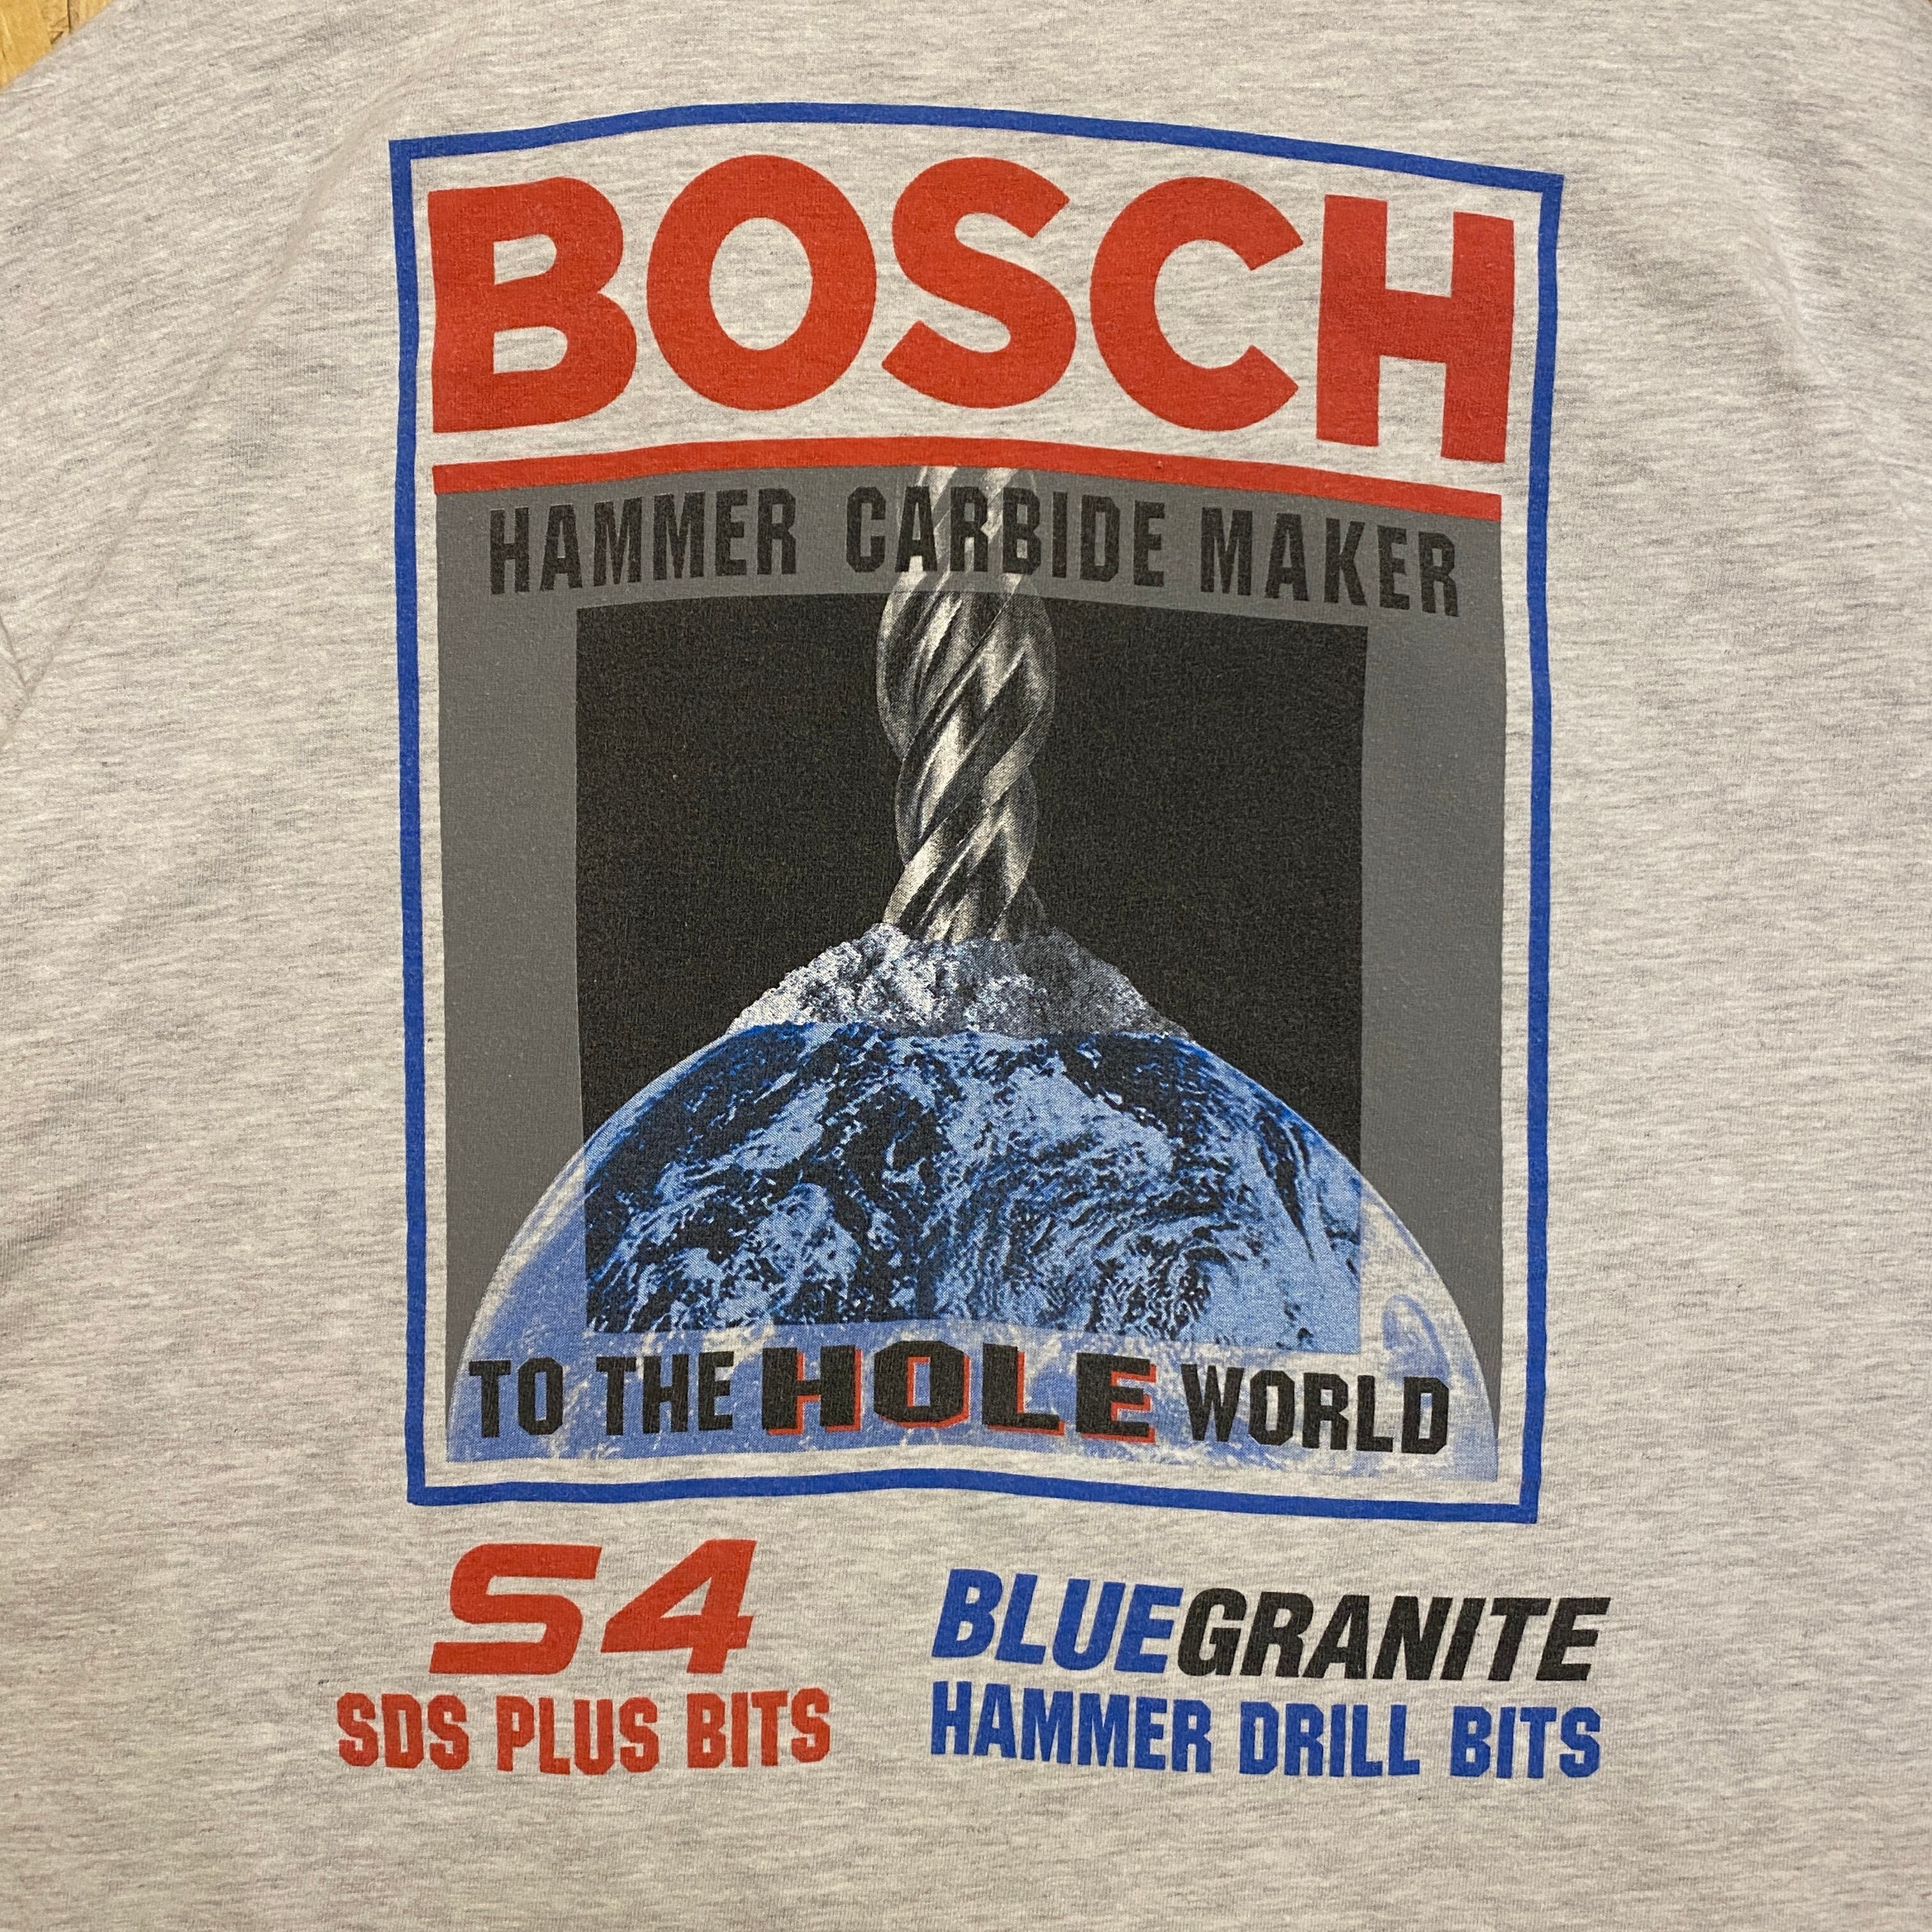 BOSCH
HAMMER CARBIDE MAKER
TO THE HOLE WORLD
S4
SDS PLUS BITS
BLUEGRANITE
HAMMER DRILL BITS